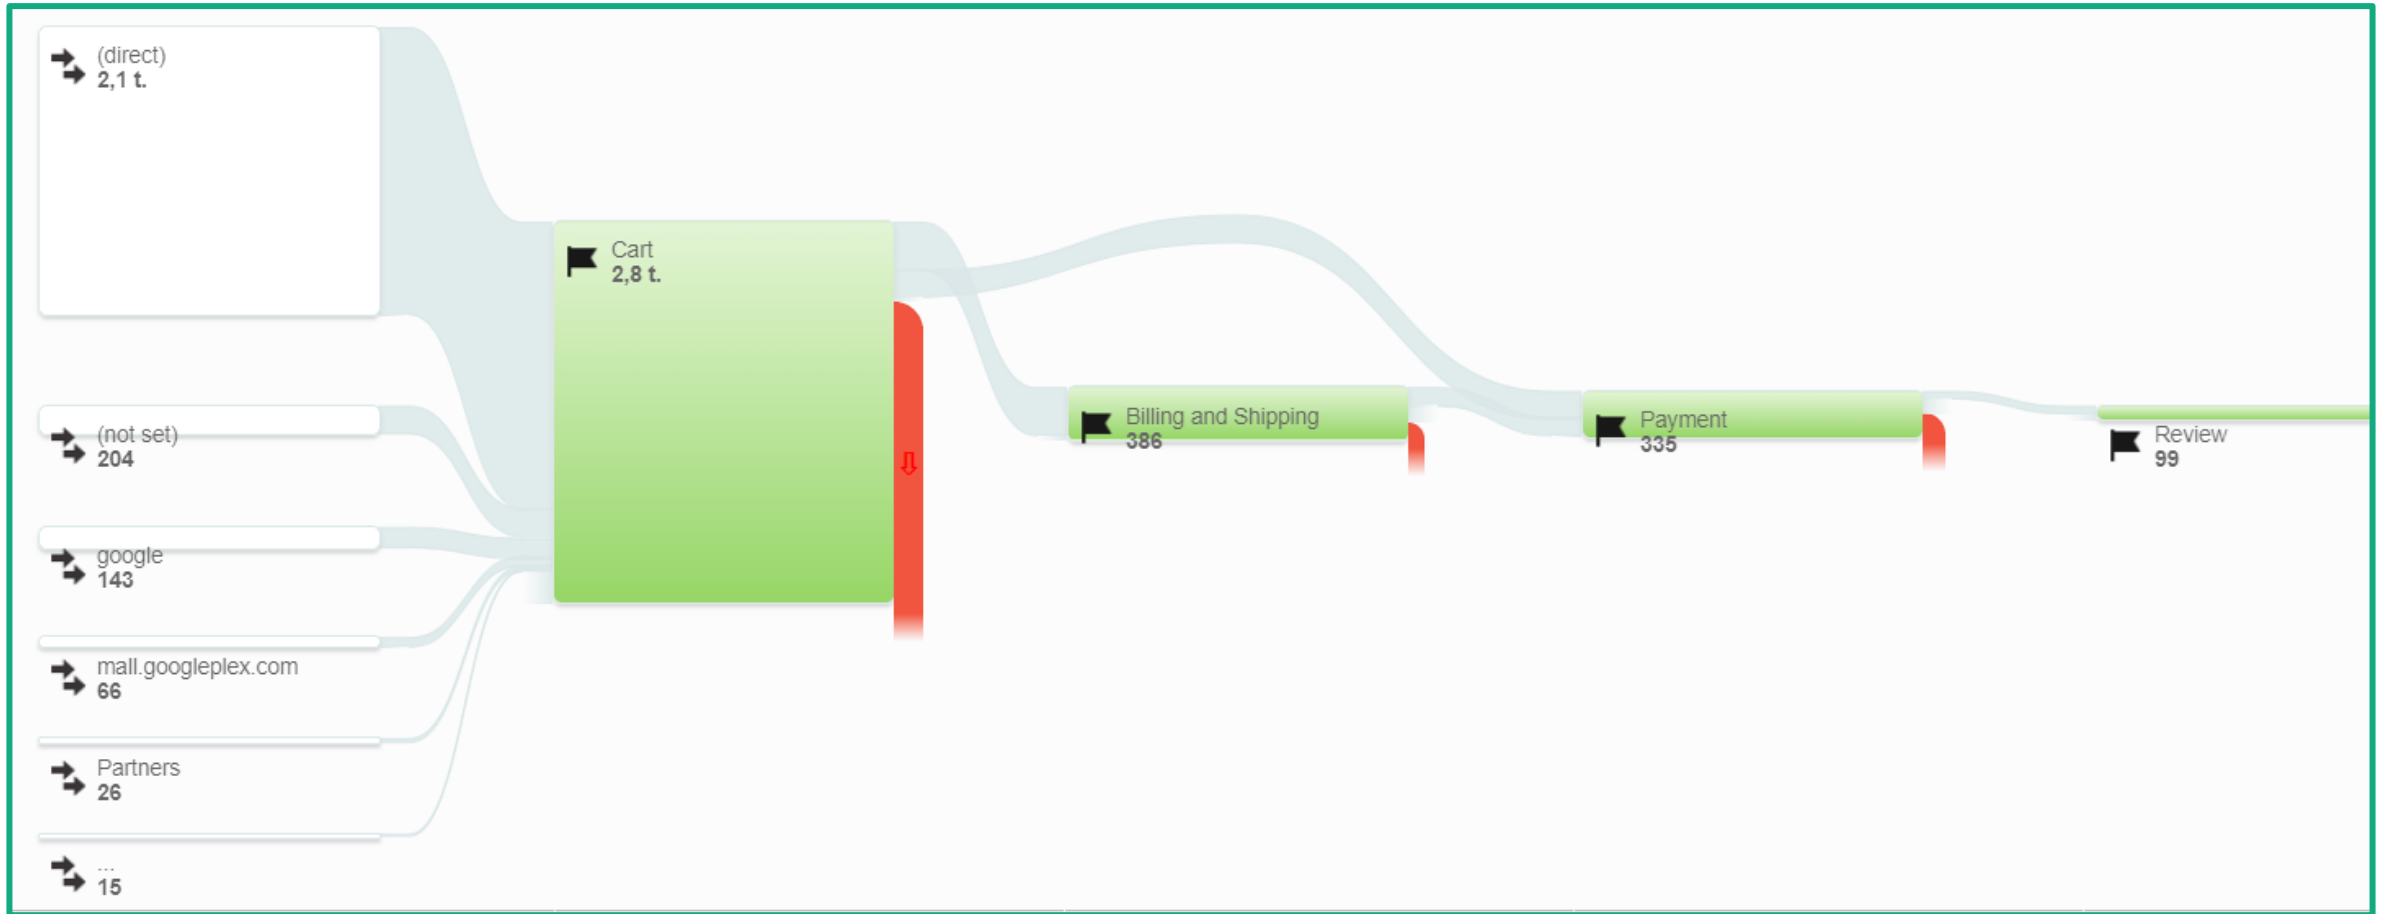 (direct)
2,1 t.
(not set)
204
google
143
mall.googleplex.com
66
Partners
26
...
15
Cart
2,8 t.
Billing and Shipping
386
Payment
335
Review
99